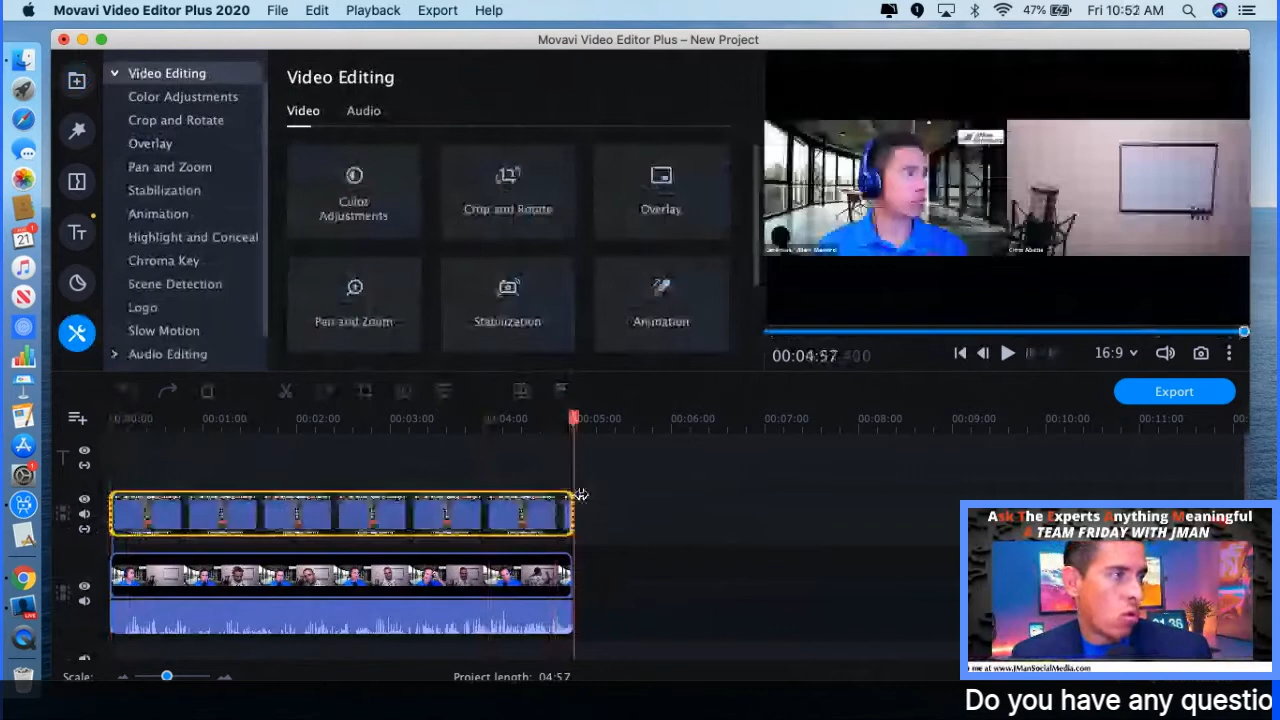 Movavi Video Editor Plus 2020 File Edit Playback Export Help
47% Fri 10:52 AM
Movavi Video Editor Plus – New Project
Video Editing
Color Adjustments
Crop and Rotate
Overlay
Pan and Zoom
Stabilization
Animation
Highlight and Conceal
Chroma Key
Scene Detection
Logo
Slow Motion
Audio Editing
Video Editing
Video Audio
Color
Adjustments
Crop and Rotate
Overlay
Pan and Zoom
Stabilization
Animation
00:04:57
16:9
Export
00:01:00 00:02:00 00:03:00 00:04:00 00:05:00 00:06:00 00:07:00 00:08:00 00:09:00 00:10:00 00:11:00 00:
Scale:
Project length: 04:57
Ask The Experts Anything Meaningful
A TEAM FRIDAY WITH JMAN
me at www.JManSocialMedia.com
Do you have any questio